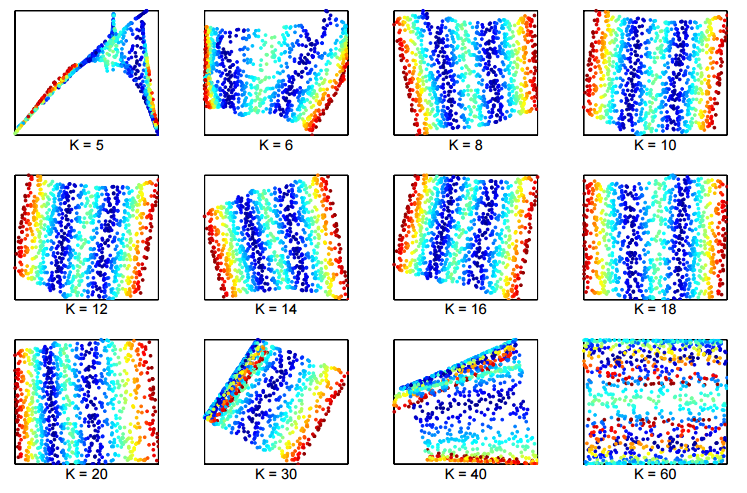 K = 5
K = 6
K = 8
K = 10
K = 12
K = 14
K = 16
K = 18
K = 20
K = 30
K = 40
K = 60